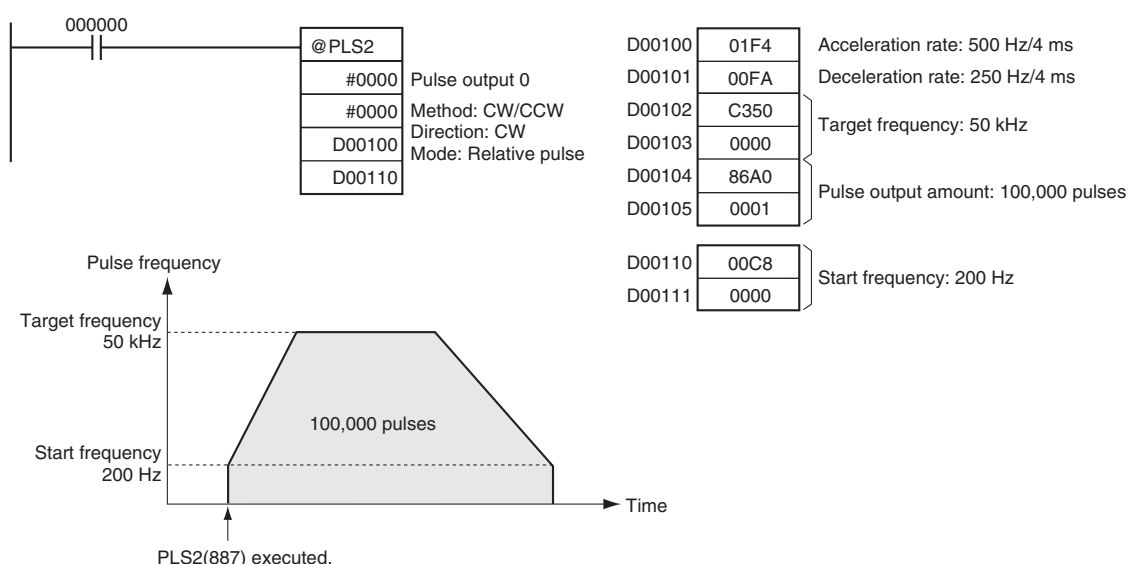 000000
@PLS2
#0000 Pulse output 0
#0000 Method: CW/CCW
Direction: CW
D00100
Mode: Relative pulse
D00110
D00100 01F4 Acceleration rate: 500 Hz/4 ms
D00101 00FA Deceleration rate: 250 Hz/4 ms
D00102 C350
Target frequency: 50 kHz
D00103 0000
D00104 86A0
Pulse output amount: 100,000 pulses
D00105 0001
D00110 00C8
Start frequency: 200 Hz
D00111 0000
Pulse frequency
Target frequency
50 kHz
100,000 pulses
Start frequency
200 Hz
Time
PLS2(887) executed.